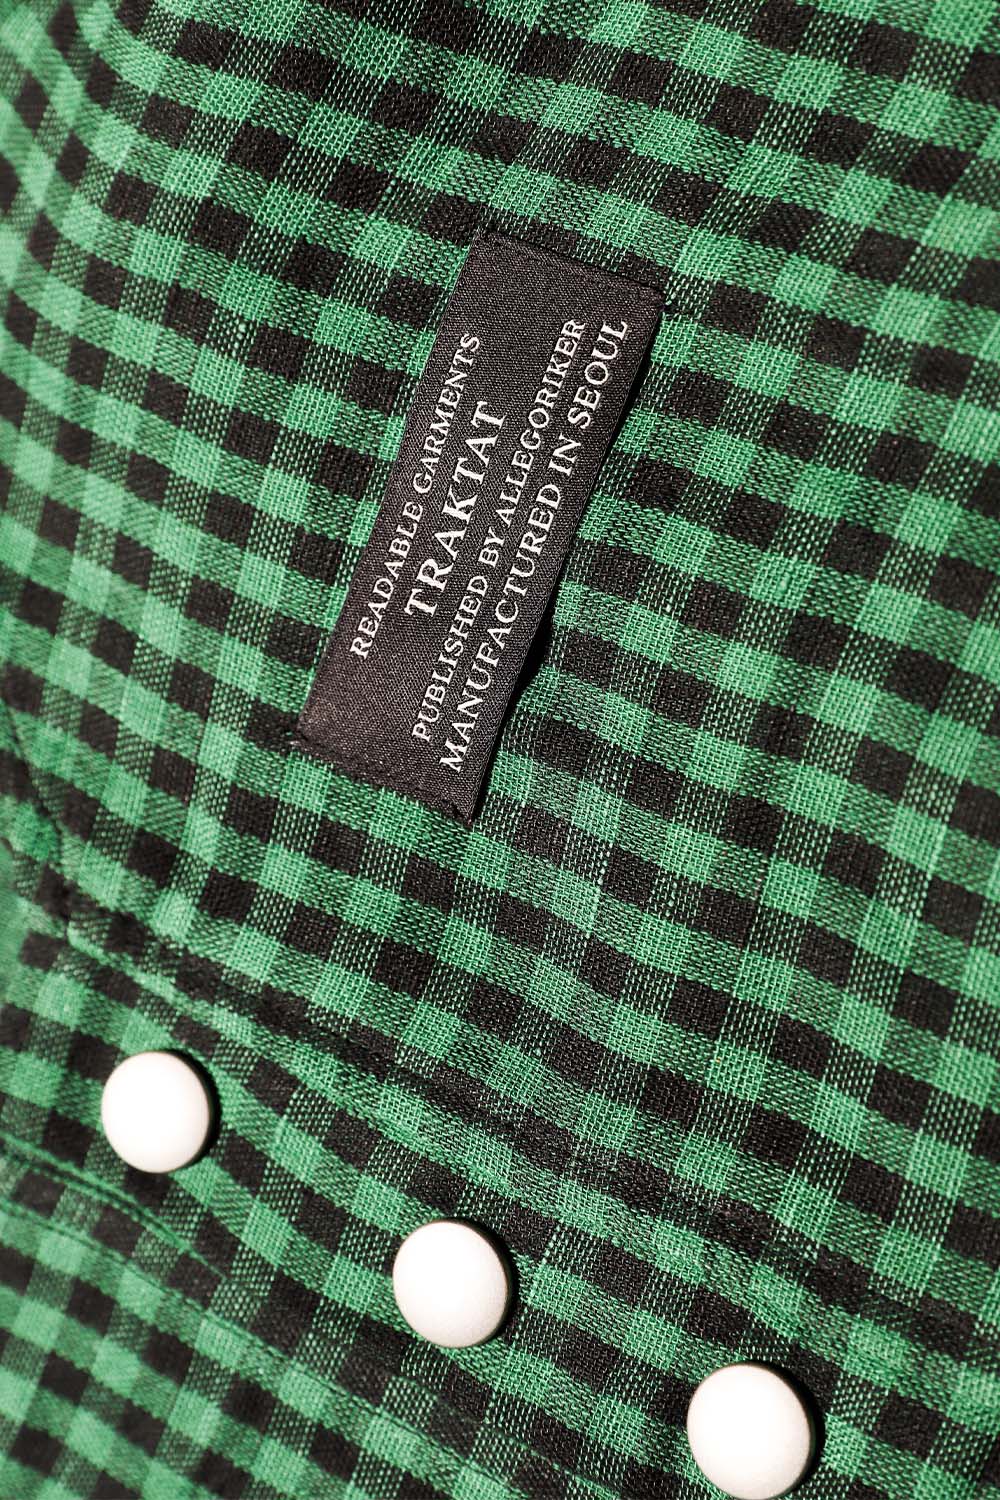 READABLE GARMENTS
TRAKTAT
PUBLISHED BY ALLEGORIKER
MANUFACTURED IN SEOUL